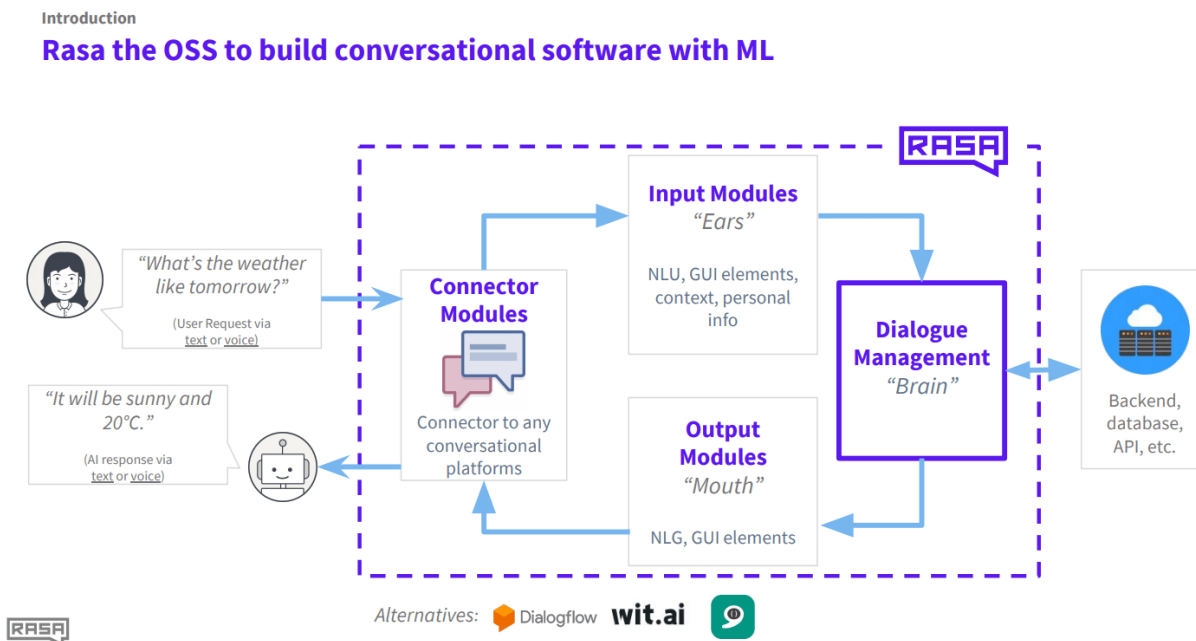 Introduction
Rasa the OSS to build conversational software with ML
RASA
“What’s the weather
like tomorrow?”
(User Request via
text or voice)
“It will be sunny and
20°C.”
(AI response via
text or voice)
Connector
Modules
Connector to any
conversational
platforms
Input Modules
“Ears”
NLU, GUI elements,
context, personal
info
Dialogue
Management
“Brain”
Output
Modules
“Mouth”
NLG, GUI elements
Backend,
database,
API, etc.
Alternatives: Dialogflow wit.ai
RASA